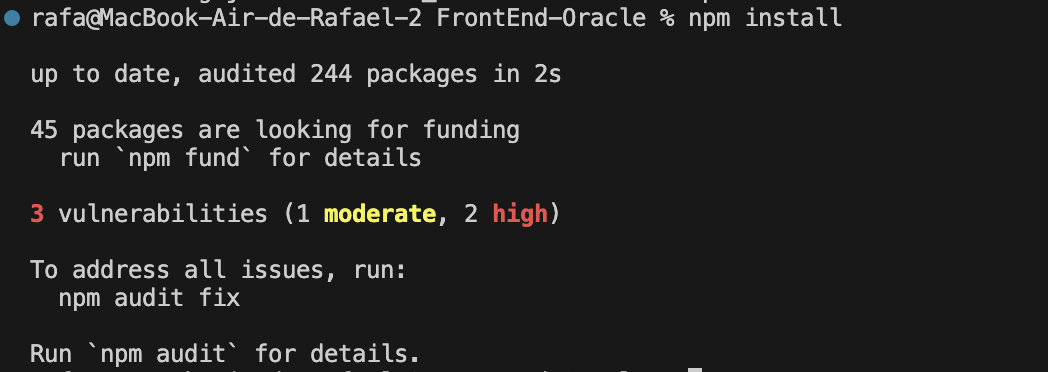 rafa@MacBook-Air-de-Rafael-2 FrontEnd-Oracle % npm install
up to date, audited 244 packages in 2s
45 packages are looking for funding
run `npm fund` for details
3 vulnerabilities (1 moderate, 2 high)
To address all issues, run:
npm audit fix
Run `npm audit` for details.